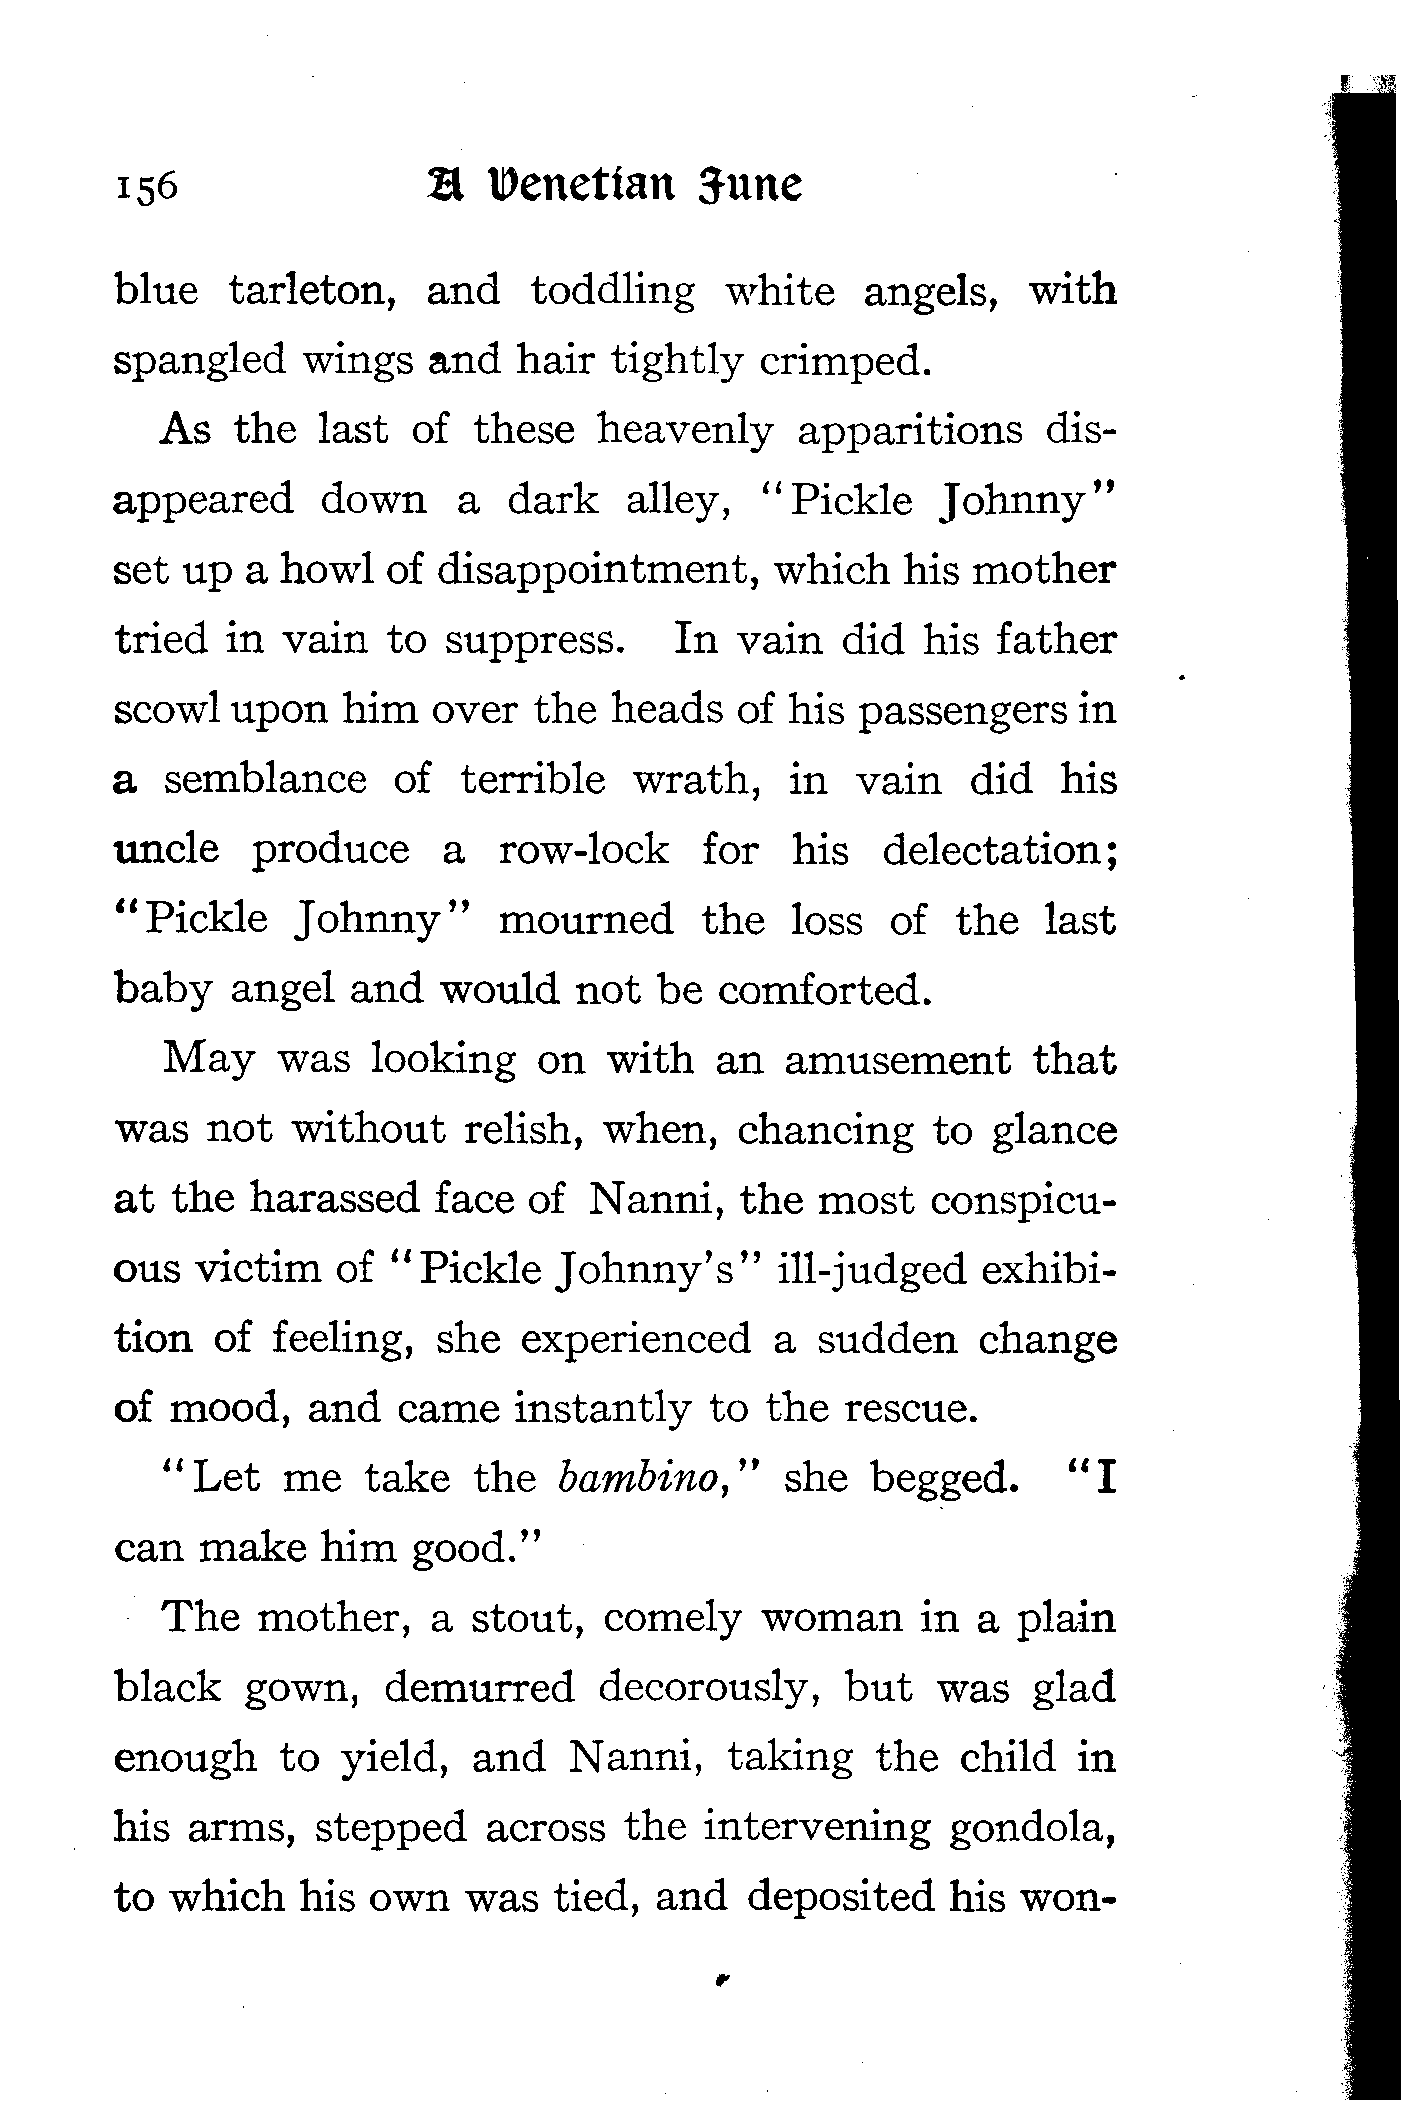 156 A Venetian June
blue tarleton, and toddling white angels, with
spangled wings and hair tightly crimped.
As the last of these heavenly apparitions dis-
appeared down a dark alley, "Pickle Johnny"
set up a howl of disappointment, which his mother
tried in vain to suppress. In vain did his father
scowl upon him over the heads of his passengers in
a semblance of terrible wrath, in vain did his
uncle produce a row-lock for his delectation;
"Pickle Johnny" mourned the loss of the last
baby angel and would not be comforted.
May was looking on with an amusement that
was not without relish, when, chancing to glance
at the harassed face of Nanni, the most conspicu-
ous victim of "Pickle Johnny's" ill-judged exhibi-
tion of feeling, she experienced a sudden change
of mood, and came instantly to the rescue.
"Let me take the bambino," she begged. "I
can make him good."
The mother, a stout, comely woman in a plain
black gown, demurred decorously, but was glad
enough to yield, and Nanni, taking the child in
his arms, stepped across the intervening gondola,
to which his own was tied, and deposited his won-